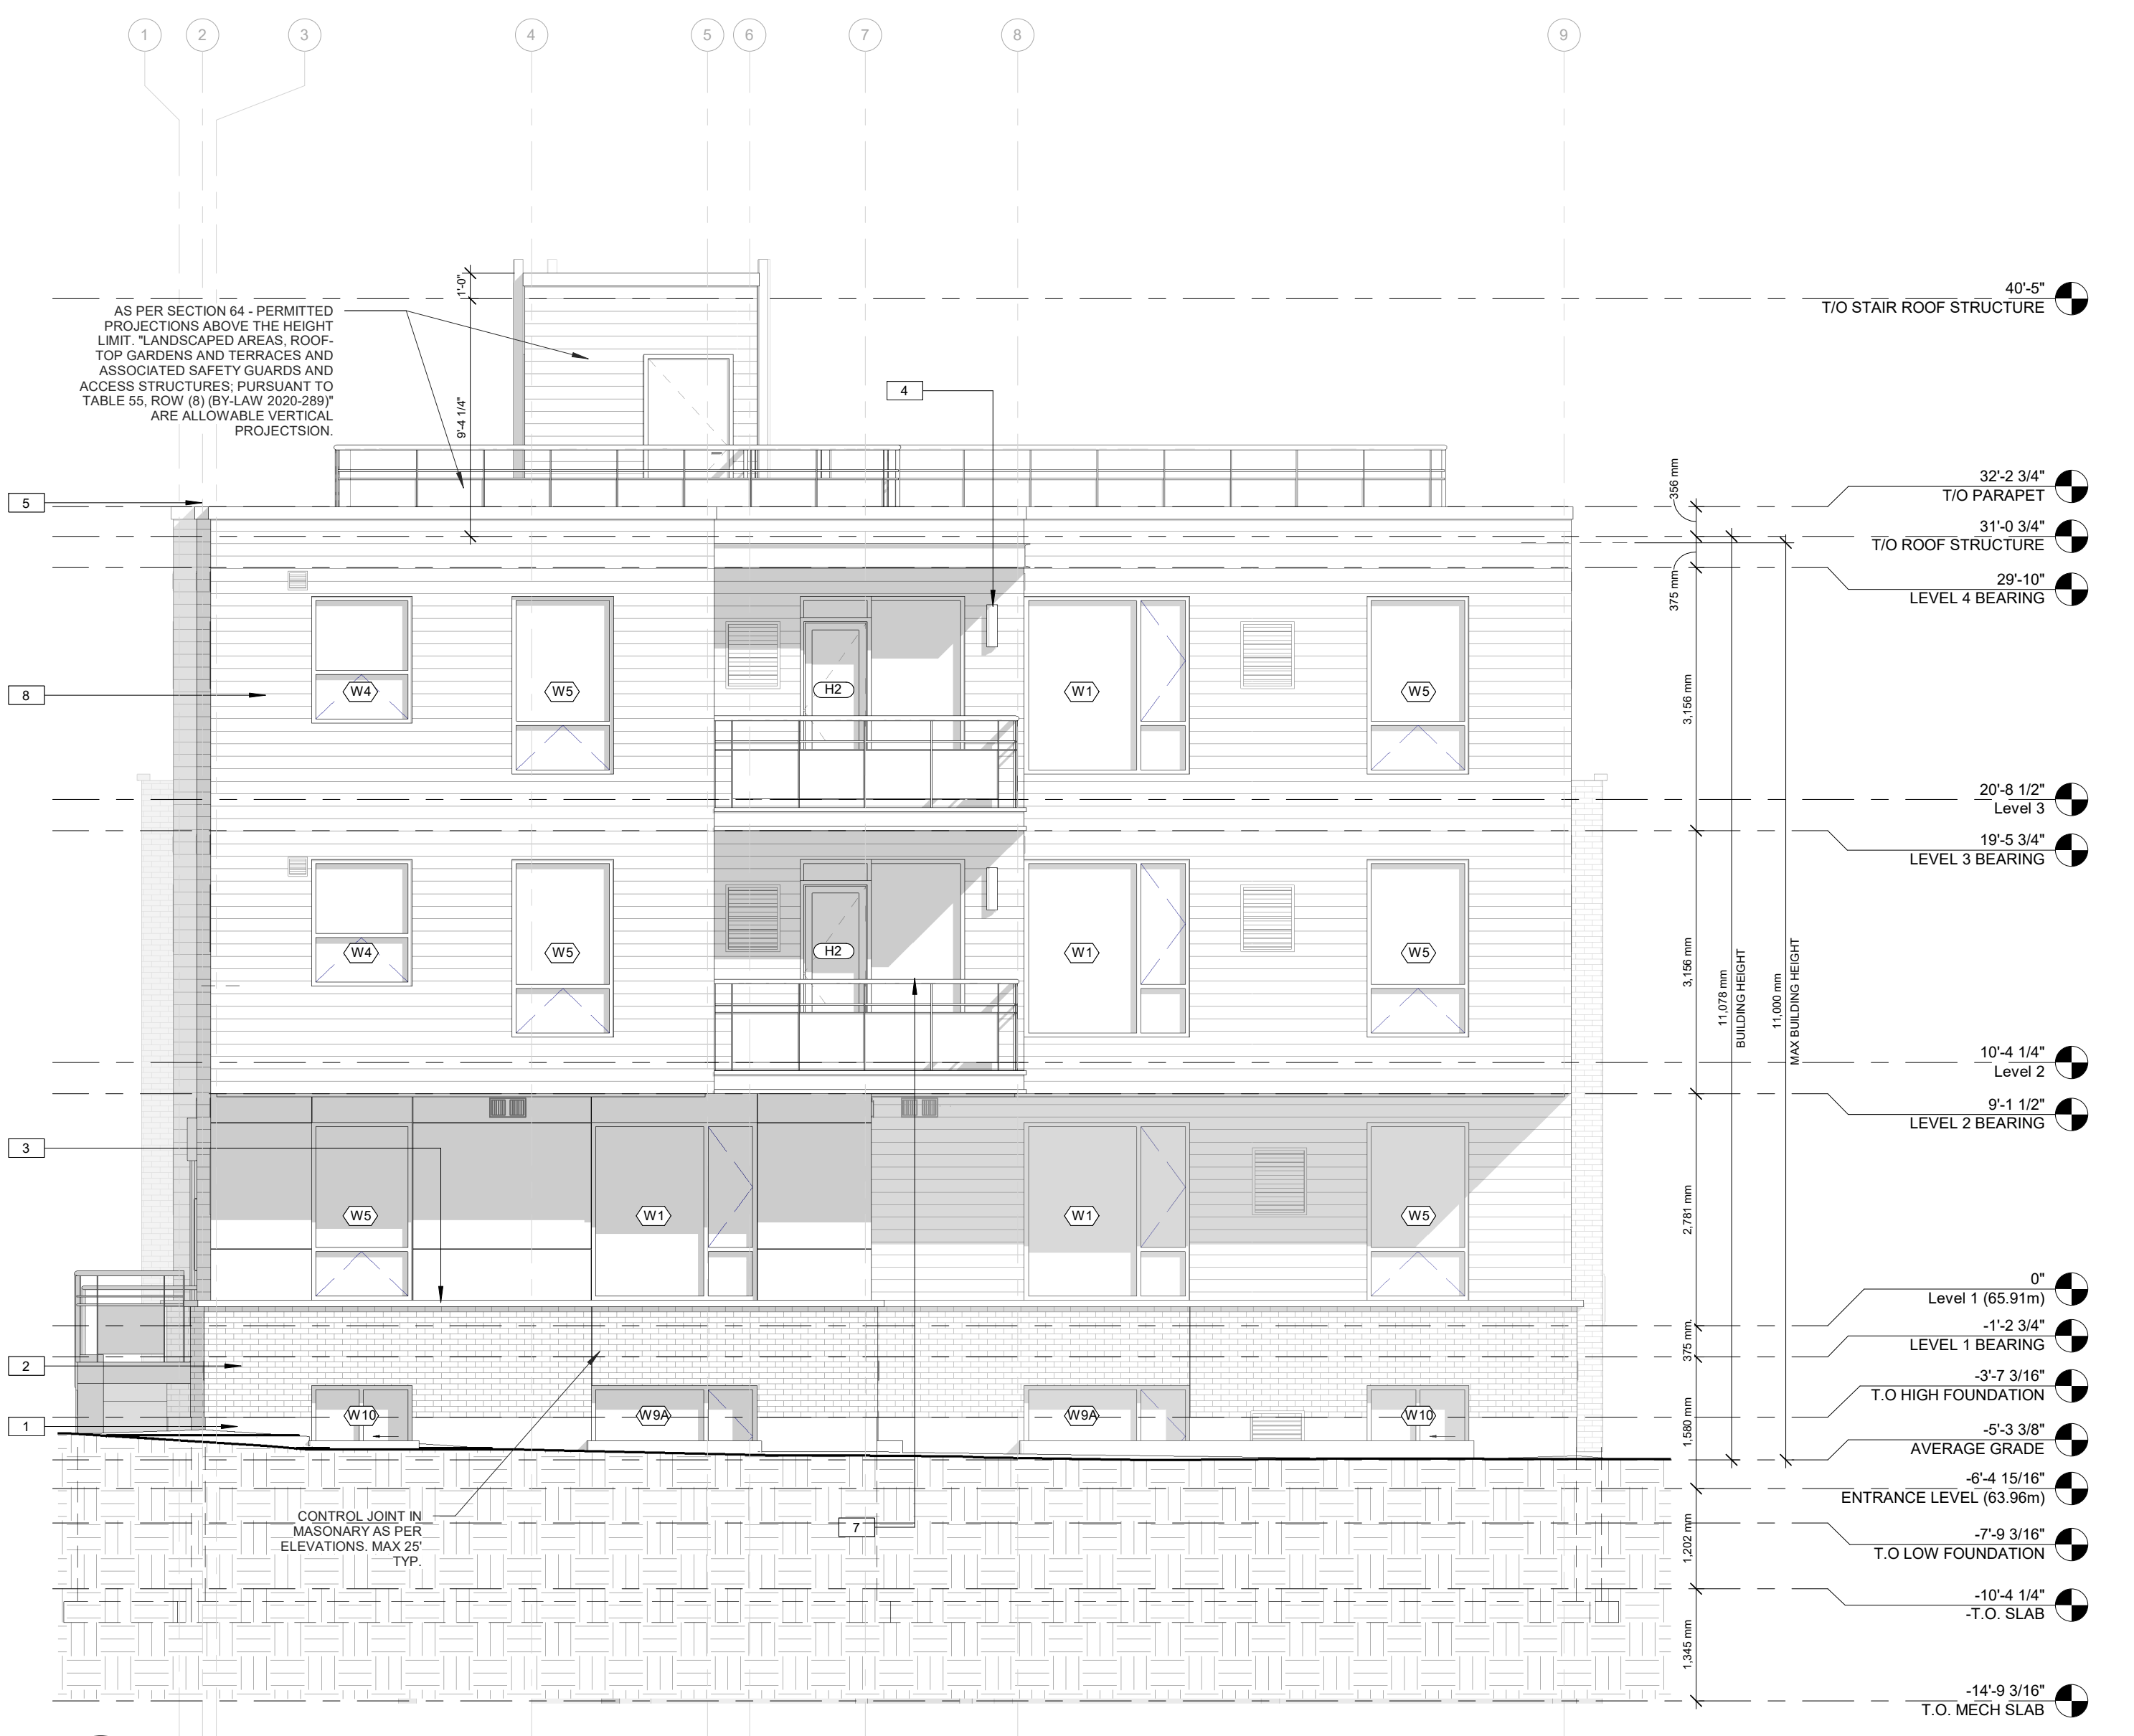 1 2 3 4 5 6 7 8 9
40'-5"
T/O STAIR ROOF STRUCTURE
1'-0"
AS PER SECTION 64 - PERMITTED
PROJECTIONS ABOVE THE HEIGHT
LIMIT. "LANDSCAPED AREAS, ROOF-
TOP GARDENS AND TERRACES AND
ASSOCIATED SAFETY GUARDS AND
ACCESS STRUCTURES; PURSUANT TO
TABLE 55, ROW (8) (BY-LAW 2020-289)"
ARE ALLOWABLE VERTICAL
PROJECTSION.
9'-4 1/4"
4
5
356 mm
32'-2 3/4"
T/O PARAPET
31'-0 3/4"
T/O ROOF STRUCTURE
375 mm
29'-10"
LEVEL 4 BEARING
8
W4 W5 H2 W1 W5
3,156 mm
20'-8 1/2"
Level 3
19'-5 3/4"
LEVEL 3 BEARING
W4 W5 H2 W1 W5
3,156 mm
11,078 mm
BUILDING HEIGHT
11,000 mm
MAX BUILDING HEIGHT
10'-4 1/4"
Level 2
9'-1 1/2"
LEVEL 2 BEARING
3
W5 W1 W1 W5
2,781 mm
0"
Level 1 (65.91m)
375 mm
-1'-2 3/4"
LEVEL 1 BEARING
2
-3'-7 3/16"
T.O HIGH FOUNDATION
1
W10 W9A W9A W10
1,580 mm
-5'-3 3/8"
AVERAGE GRADE
-6'-4 15/16"
ENTRANCE LEVEL (63.96m)
CONTROL JOINT IN
MASONARY AS PER
ELEVATIONS. MAX 25'
TYP.
7
1,202 mm
-7'-9 3/16"
T.O LOW FOUNDATION
-10'-4 1/4"
-T.O. SLAB
1,345 mm
-14'-9 3/16"
T.O. MECH SLAB